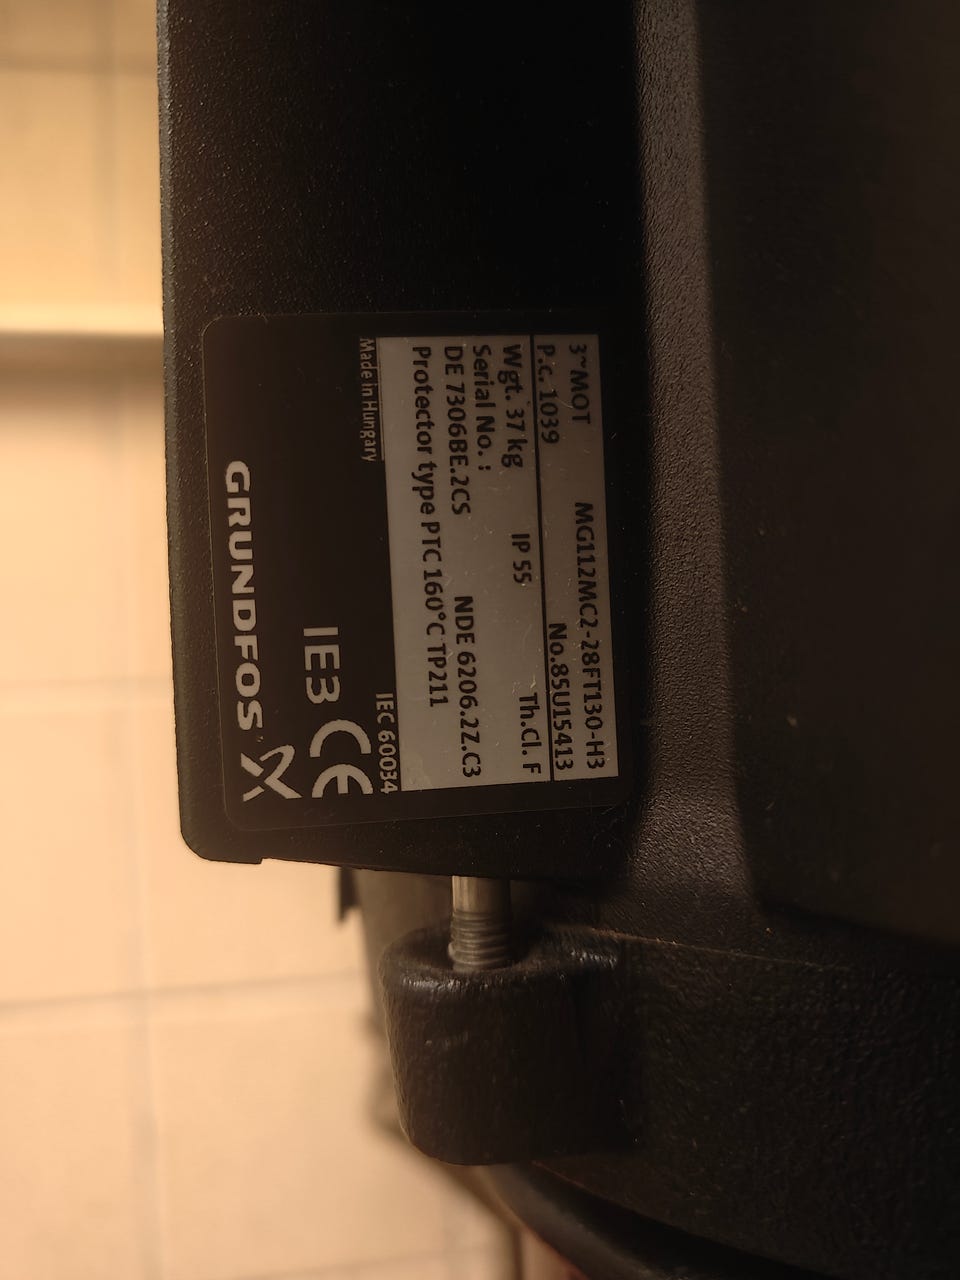 3~MOT MG112MC2-28FT130-H3
P.c. 1039 No.85U15413
Wgt. 37 kg IP 55 Th.Cl. F
Serial No. :
DE 7306BE.2CS NDE 6206.2Z.C3
Protector type PTC 160°C TP211
Made in Hungary IEC 60034
IE3 CE
GRUNDFOS